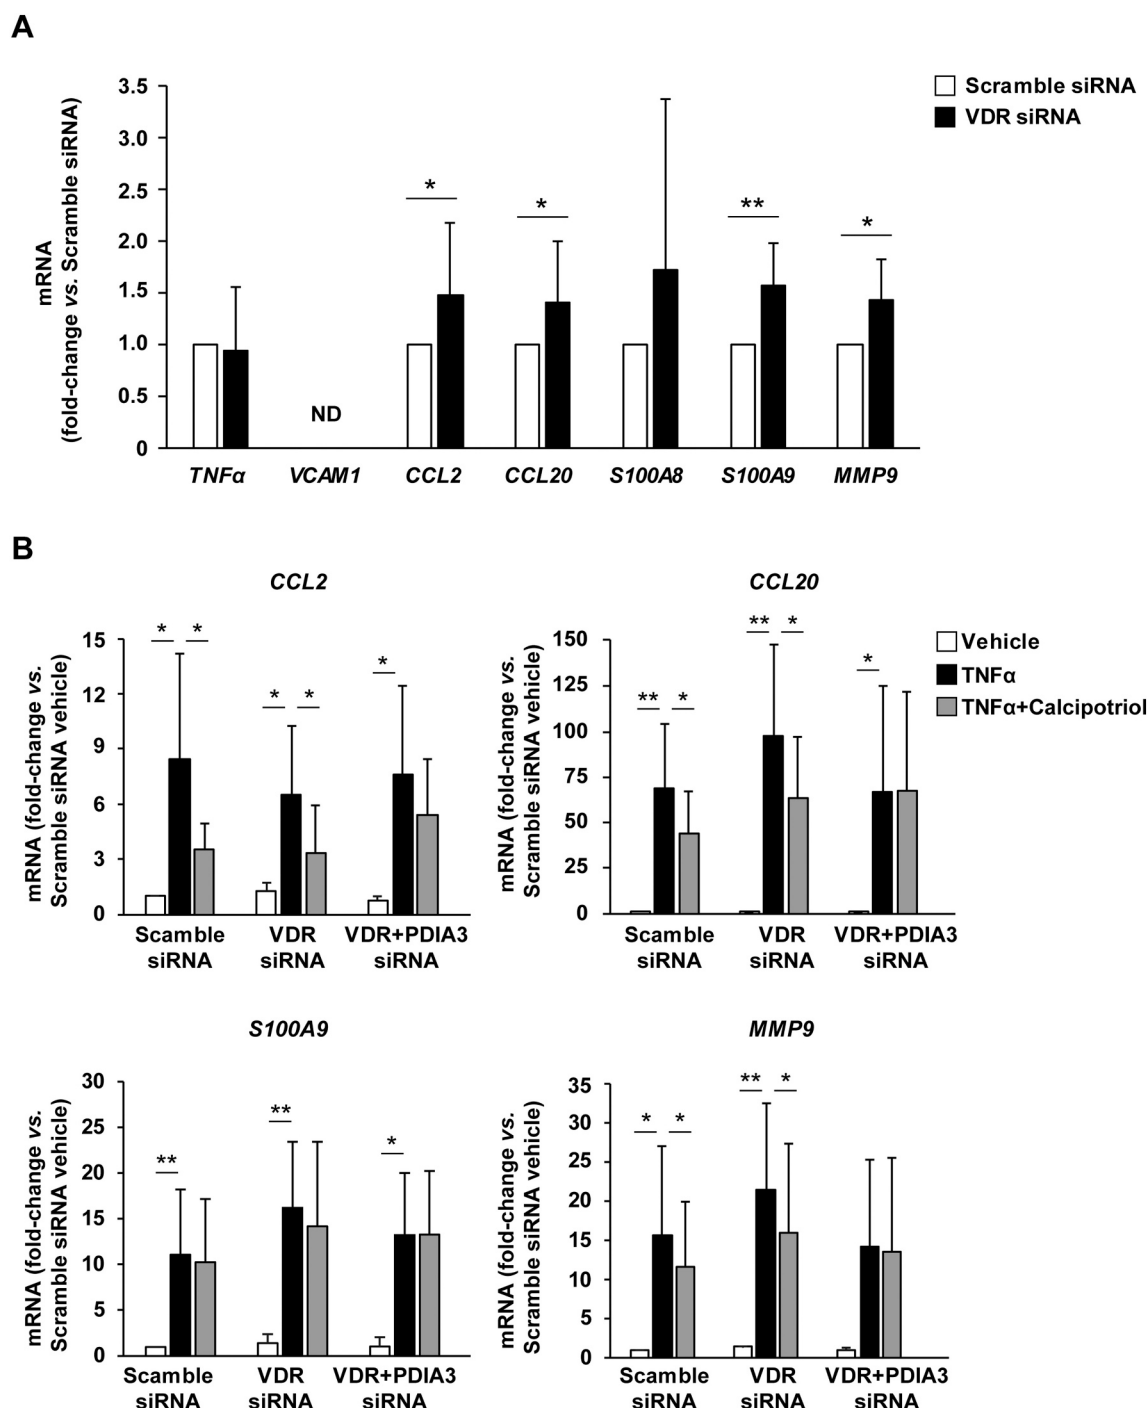 A
Scramble siRNA
VDR siRNA
mRNA
(fold-change vs. Scramble siRNA)
3.5
3.0
2.5
2.0
1.5
1.0
0.5
0
*
*
**
*
ND
TNFα VCAM1 CCL2 CCL20 S100A8 S100A9 MMP9
B
CCL2
mRNA (fold-change vs.
Scramble siRNA vehicle)
15
12
9
6
3
0
* *
* *
*
Scamble VDR VDR+PDIA3
siRNA siRNA siRNA
CCL20
mRNA (fold-change vs.
Scramble siRNA vehicle)
150
125
100
75
50
25
0
** *
** *
*
Scamble VDR VDR+PDIA3
siRNA siRNA siRNA
Vehicle
TNFα
TNFα+Calcipotriol
S100A9
mRNA (fold-change vs.
Scramble siRNA vehicle)
30
25
20
15
10
5
0
**
**
*
Scamble VDR VDR+PDIA3
siRNA siRNA siRNA
MMP9
mRNA (fold-change vs.
Scramble siRNA vehicle)
35
30
25
20
15
10
5
0
* *
** *
Scamble VDR VDR+PDIA3
siRNA siRNA siRNA